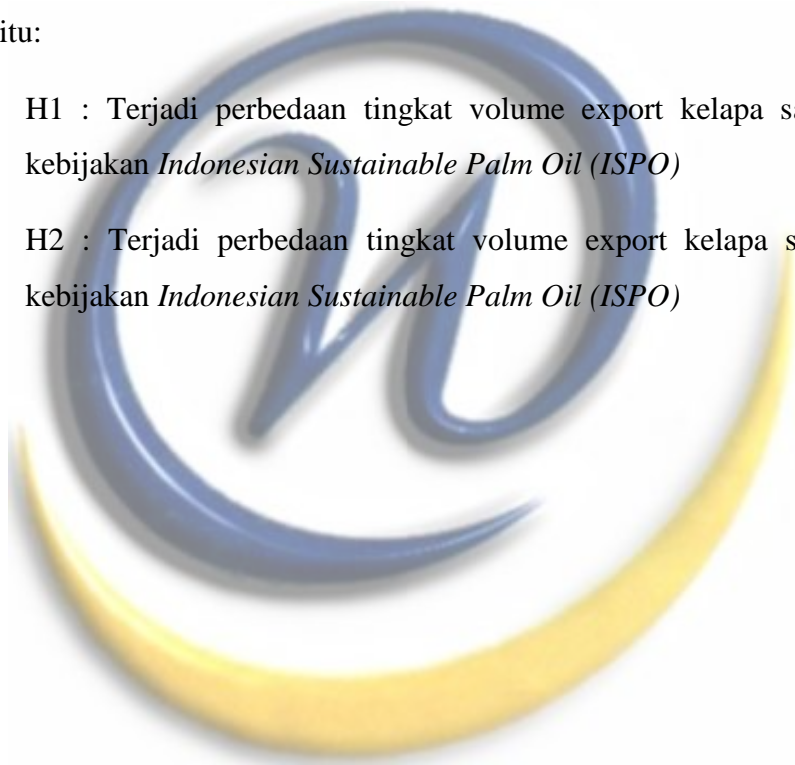 itu:
H1 : Terjadi perbedaan tingkat volume export kelapa sa
kebijakan Indonesian Sustainable Palm Oil (ISPO)
H2 : Terjadi perbedaan tingkat volume export kelapa s
kebijakan Indonesian Sustainable Palm Oil (ISPO)